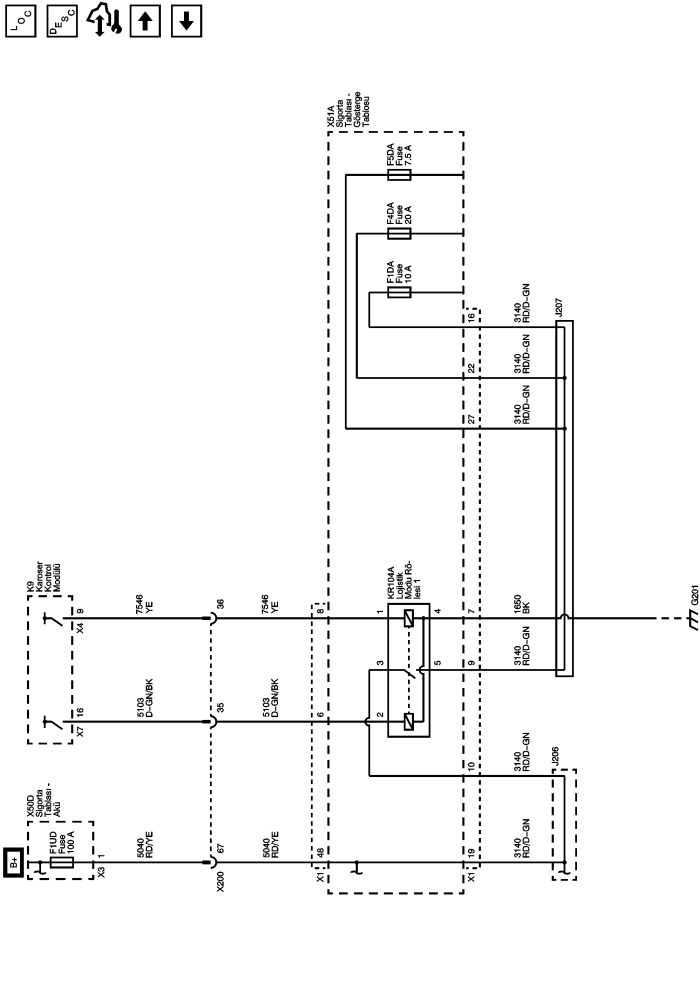 LOC
DESC
X51A
Sigorta
Tablası -
Gösterge
Tablosu
F5DA
Fuse
7.5 A
F4DA
Fuse
20 A
F1DA
Fuse
10 A
16
22
27
3140
RD/D-GN
3140
RD/D-GN
3140
RD/D-GN
J207
K9
Karoser
Kontrol
Modülü
9
X4
7546
YE
36
7546
YE
8
KR104A
Lojistik
Modu Rö-
lesi 1
1
4
7
1650
BK
G201
3
5
9
3140
RD/D-GN
16
X7
5103
D-GN/BK
35
5103
D-GN/BK
6
2
10
3140
RD/D-GN
J206
B+
X50D
Sigorta
Tablası -
Akü
F1UD
Fuse
100 A
1
X3
5040
RD/YE
67
X200
5040
RD/YE
48
X1
19
X1
3140
RD/D-GN